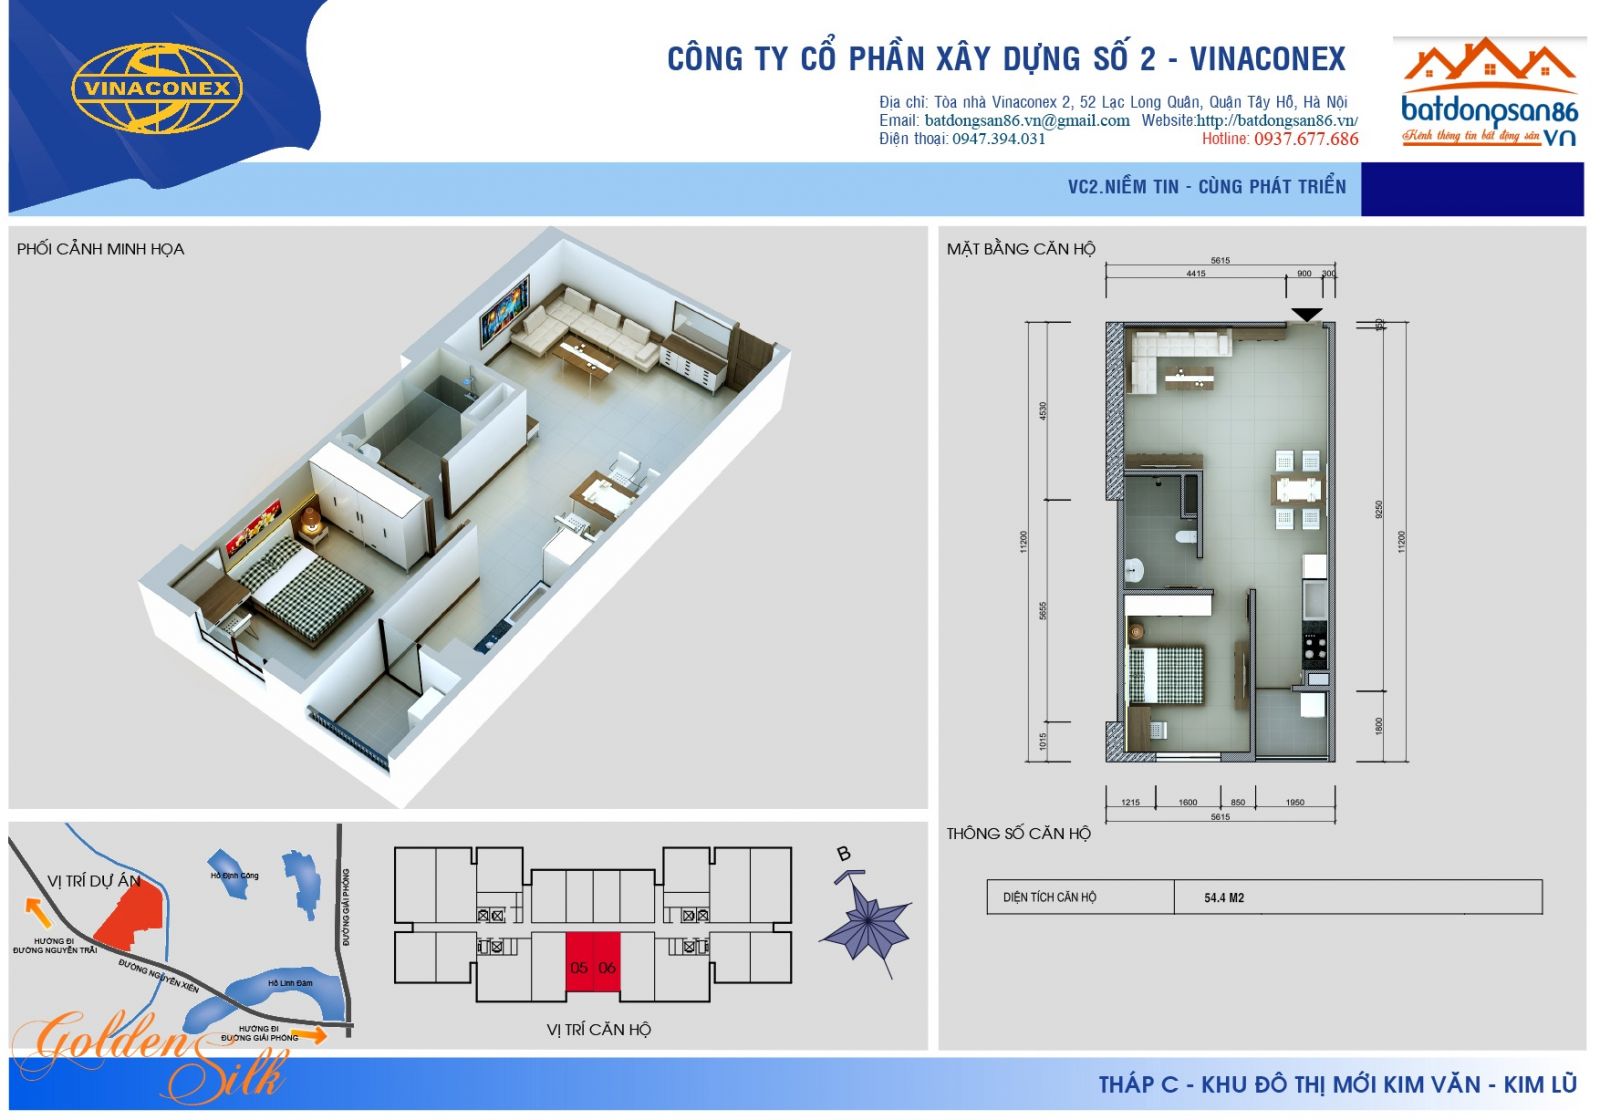 VINACONEX
CÔNG TY CỔ PHẦN XÂY DỰNG SỐ 2 - VINACONEX
Địa chỉ: Tòa nhà Vinaconex 2, 52 Lạc Long Quân, Quận Tây Hồ, Hà Nội
Email: batdongsan86.vn@gmail.com Website:http://batdongsan86.vn/
Điện thoại: 0947.394.031 Hotline: 0937.677.686
batdongsan86
Kênh thông tin bất động sản VN
VC2.NIỀM TIN - CÙNG PHÁT TRIỂN
PHỐI CẢNH MINH HỌA
MẶT BẰNG CĂN HỘ
5615
4415 900 300
150
4530
9250
11200
11200
5655
1800
1015
1215 1600 850 1950
5615
THÔNG SỐ CĂN HỘ
DIỆN TÍCH CĂN HỘ 54.4 M2
VỊ TRÍ DỰ ÁN
Hồ Định Công
ĐƯỜNG GIẢI PHÓNG
HƯỚNG ĐI
ĐƯỜNG NGUYỄN TRÃI
ĐƯỜNG NGUYỄN XIỂN
Hồ Linh Đàm
HƯỚNG ĐI
ĐƯỜNG GIẢI PHÓNG
05 06
VỊ TRÍ CĂN HỘ
B
Golden Silk
THÁP C - KHU ĐÔ THỊ MỚI KIM VĂN - KIM LŨ